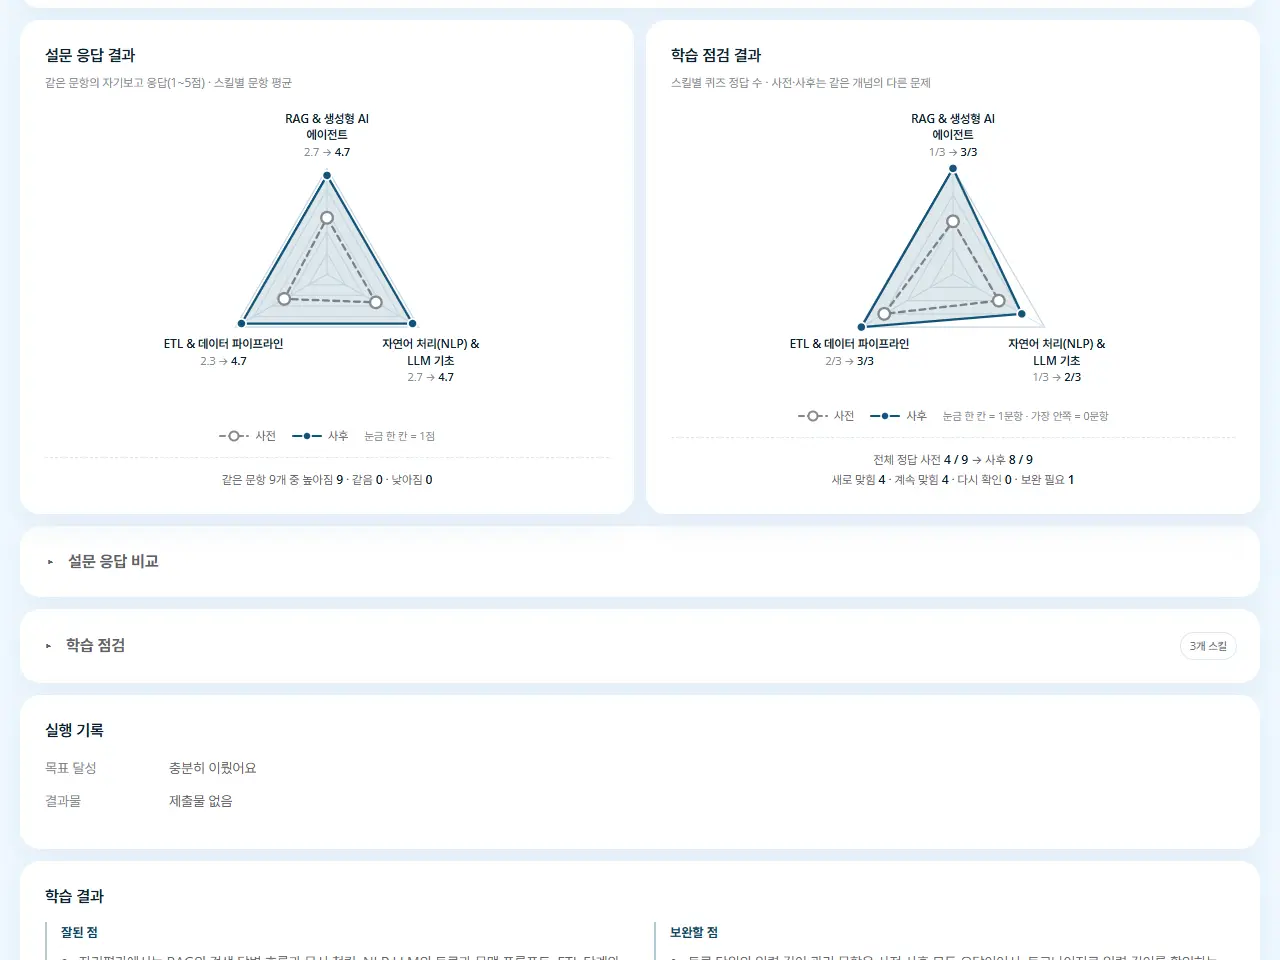 설문 응답 결과
같은 문항의 자기보고 응답(1~5점) · 스킬별 문항 평균
RAG & 생성형 AI
에이전트
2.7 → 4.7
ETL & 데이터 파이프라인
2.3 → 4.7
자연어 처리(NLP) &
LLM 기초
2.7 → 4.7
사전 사후 눈금 한 칸 = 1점
같은 문항 9개 중 높아짐 9 · 같음 0 · 낮아짐 0
학습 점검 결과
스킬별 퀴즈 정답 수 · 사전·사후는 같은 개념의 다른 문제
RAG & 생성형 AI
에이전트
1/3 → 3/3
ETL & 데이터 파이프라인
2/3 → 3/3
자연어 처리(NLP) &
LLM 기초
1/3 → 2/3
사전 사후 눈금 한 칸 = 1문항 · 가장 안쪽 = 0문항
전체 정답 사전 4 / 9 → 사후 8 / 9
새로 맞힘 4 · 계속 맞힘 4 · 다시 확인 0 · 보완 필요 1
설문 응답 비교
학습 점검
3개 스킬
실행 기록
목표 달성 충분히 이뤘어요
결과물 제출물 없음
학습 결과
잘된 점
보완할 점